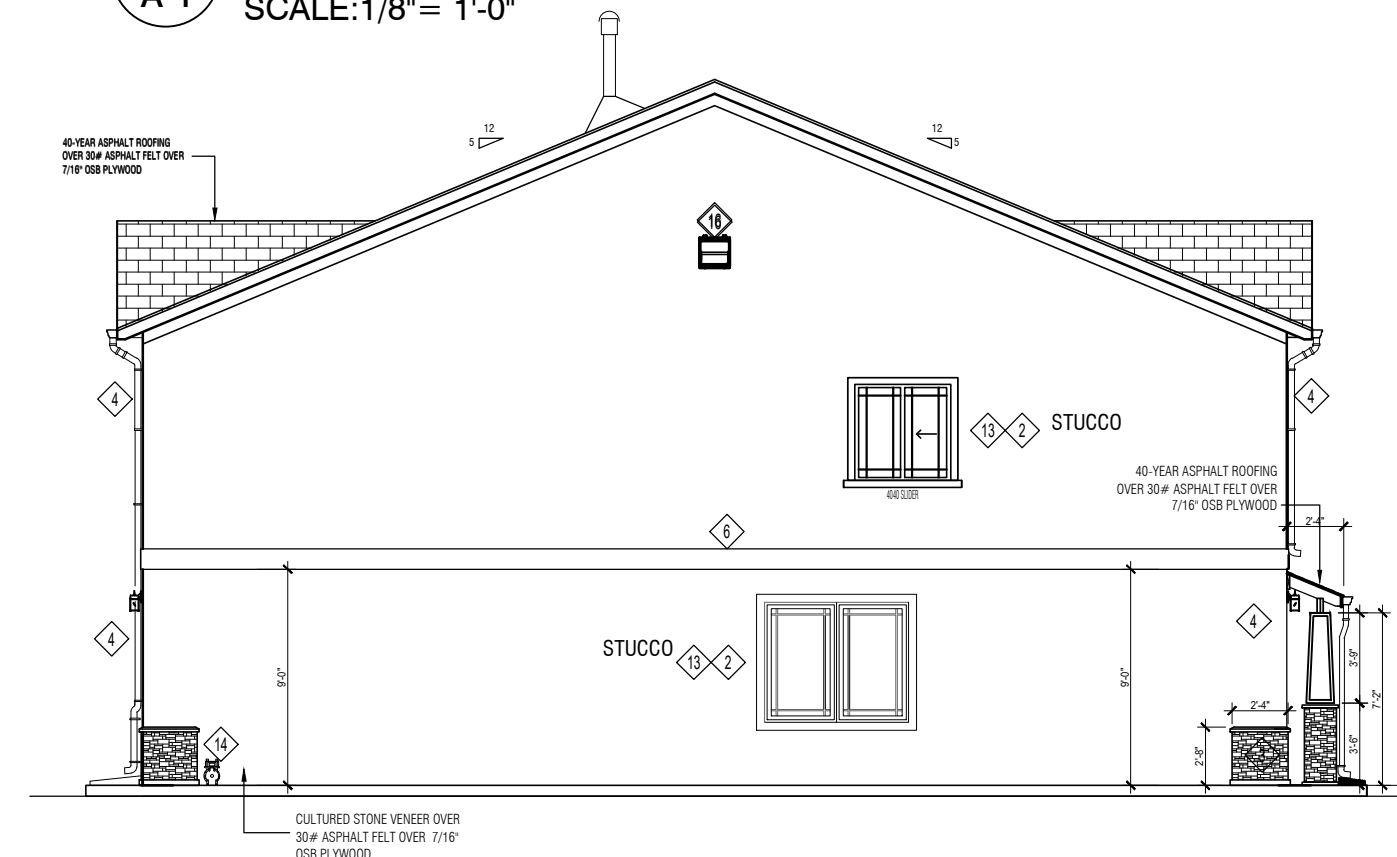 A-1
SCALE:1/8"= 1'-0"
12
5
12
5
40-YEAR ASPHALT ROOFING
OVER 30# ASPHALT FELT OVER
7/16" OSB PLYWOOD
16
4
4
13 2 STUCCO
4040 SLIDER
40-YEAR ASPHALT ROOFING
OVER 30# ASPHALT FELT OVER
7/16" OSB PLYWOOD
2'-4"
6
4
STUCCO
13 2
4
9'-0"
9'-0"
3'-9"
7'-2"
2'-4"
14
2'-8"
3'-6"
CULTURED STONE VENEER OVER
30# ASPHALT FELT OVER 7/16"
OSB PLYWOOD